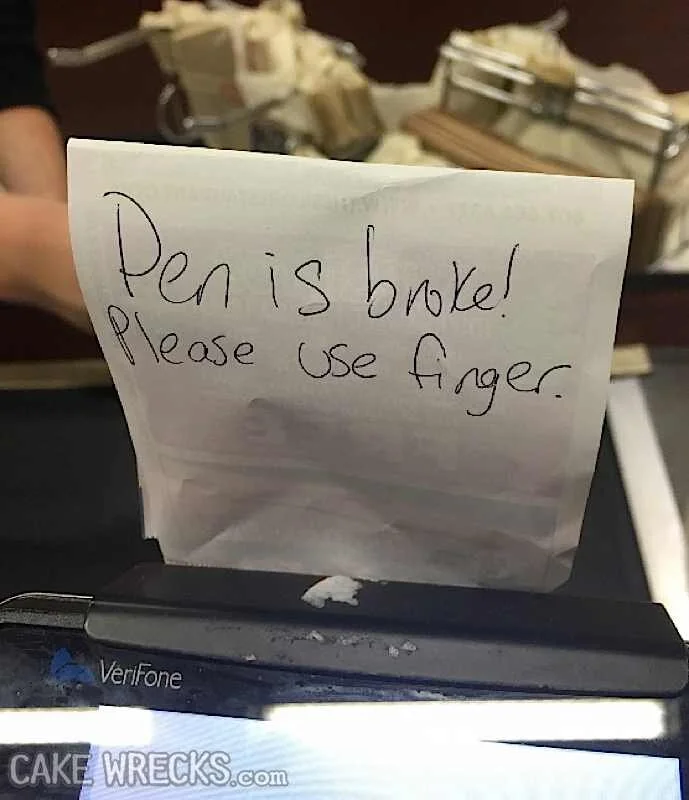 Pen is broke!
Please use finger.
VeriFone
CAKE WRECKS.com